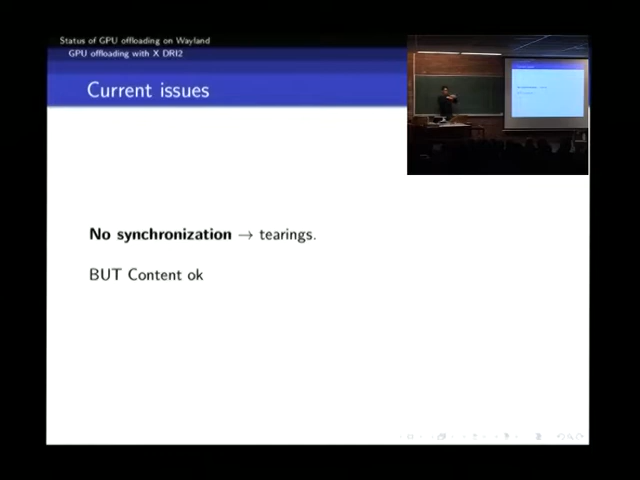 Status of GPU offloading on Wayland
GPU offloading with X DRI2
Current issues
No synchronization → tearings.
BUT Content ok